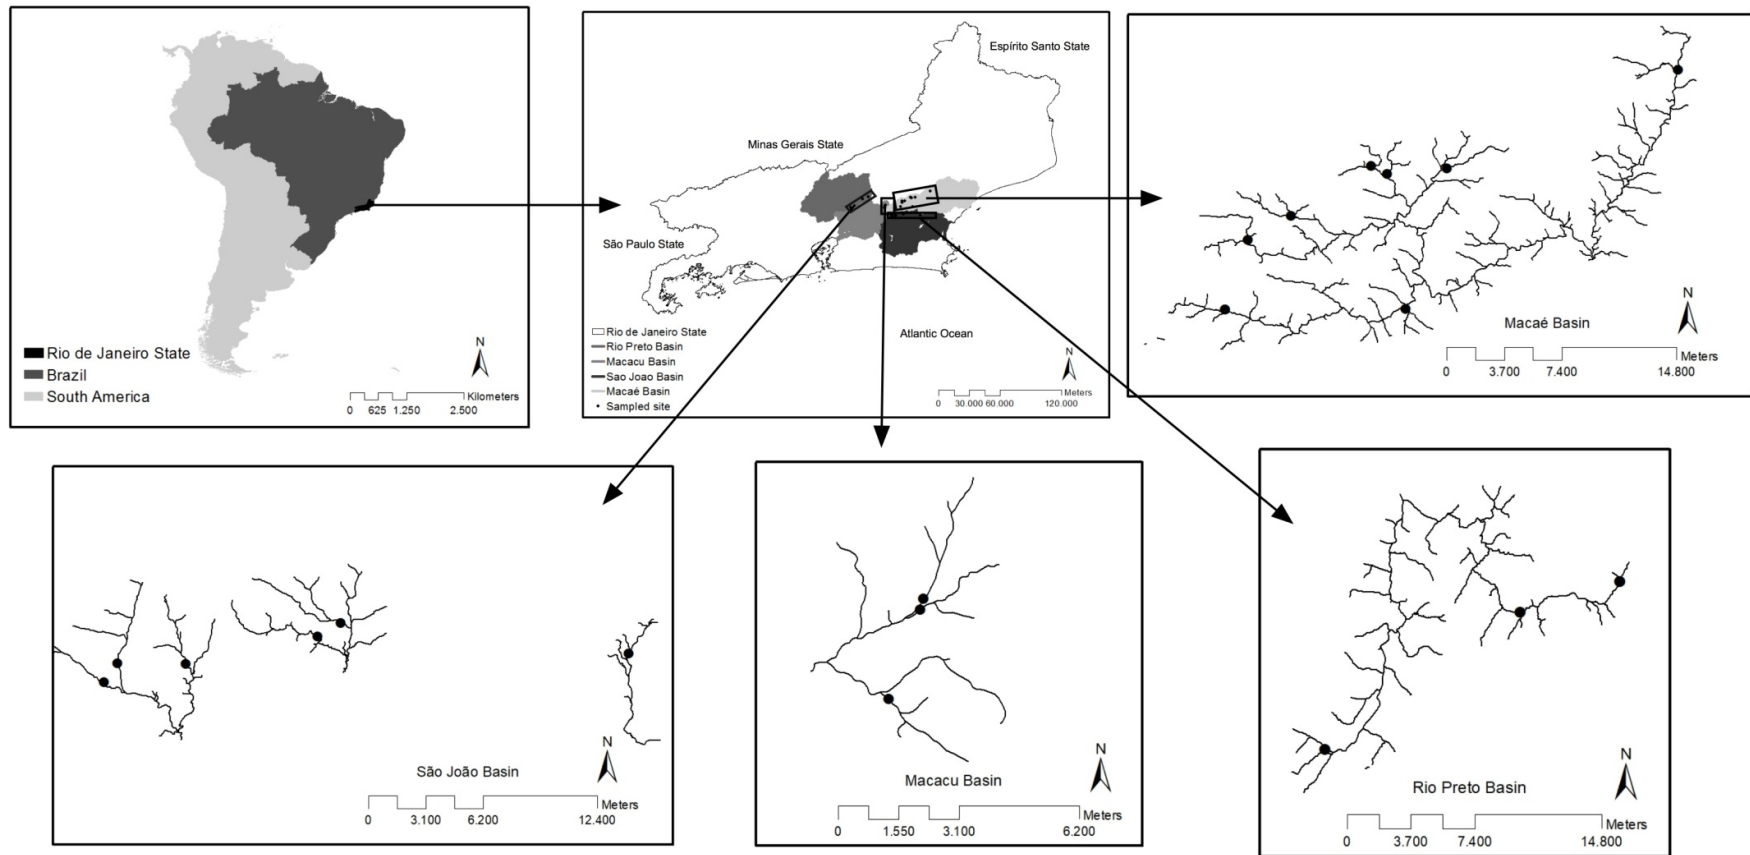 Rio de Janeiro State
Brazil
South America
N
Kilometers
0 625 1.250 2.500
Espírito Santo State
Minas Gerais State
São Paulo State
Atlantic Ocean
Rio de Janeiro State
Rio Preto Basin
Macacu Basin
Sao Joao Basin
Macaé Basin
Sampled site
N
Meters
0 30.000 60.000 120.000
N
Macaé Basin
Meters
0 3.700 7.400 14.800
N
São João Basin
Meters
0 3.100 6.200 12.400
N
Macacu Basin
Meters
0 1.550 3.100 6.200
N
Rio Preto Basin
Meters
0 3.700 7.400 14.800